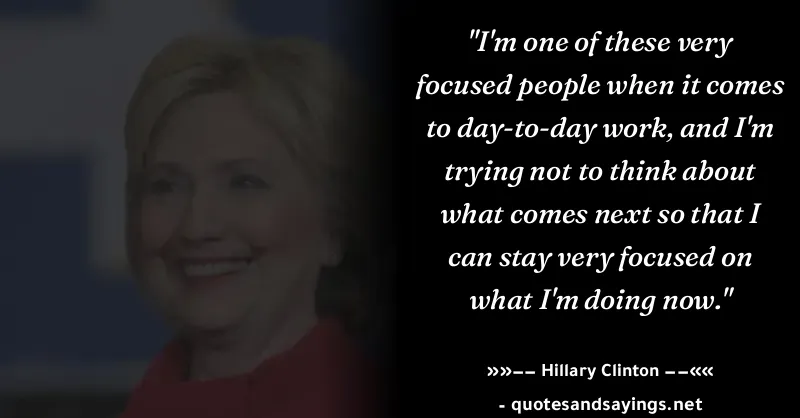 "I'm one of these very
focused people when it comes
to day-to-day work, and I'm
trying not to think about
what comes next so that I
can stay very focused on
what I'm doing now."
»»–– Hillary Clinton ––««
- quotesandsayings.net